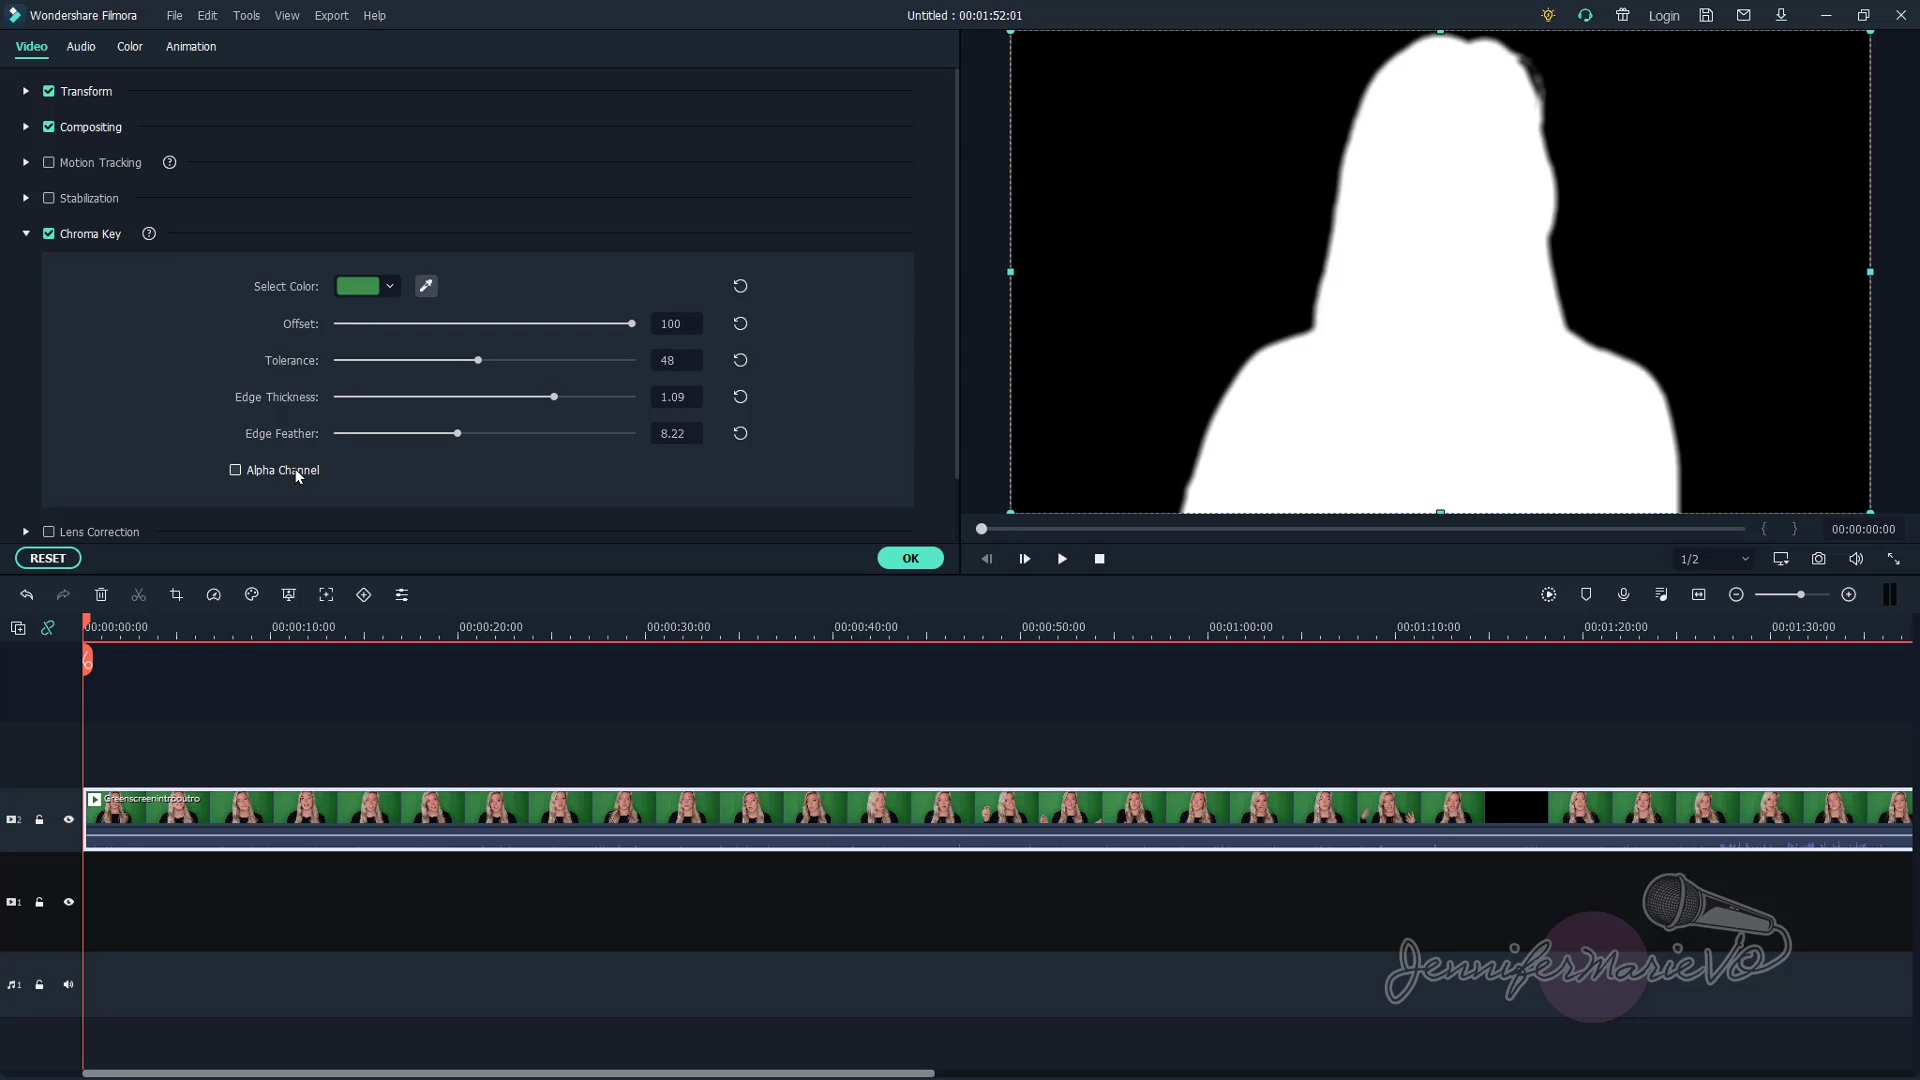 Wondershare Filmora File Edit Tools View Export Help Untitled : 00:01:52:01 Login
Video Audio Color Animation
Transform
Compositing
Motion Tracking ?
Stabilization
Chroma Key ?
Select Color:
Offset: 100
Tolerance: 48
Edge Thickness: 1.09
Edge Feather: 8.22
Alpha Channel
Lens Correction
{ } 00:00:00:00
RESET OK 1/2
00:00:00:00 00:00:10:00 00:00:20:00 00:00:30:00 00:00:40:00 00:00:50:00 00:01:00:00 00:01:10:00 00:01:20:00 00:01:30:00
Greenscreenintrooutro
2
1
JenniferMarieVO
1